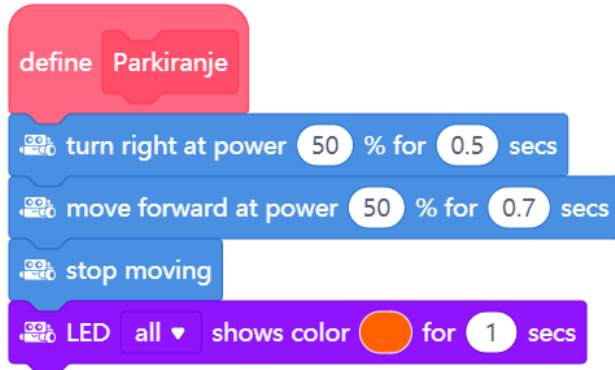 define Parkiranje
turn right at power 50 % for 0.5 secs
move forward at power 50 % for 0.7 secs
stop moving
LED all shows color for 1 secs